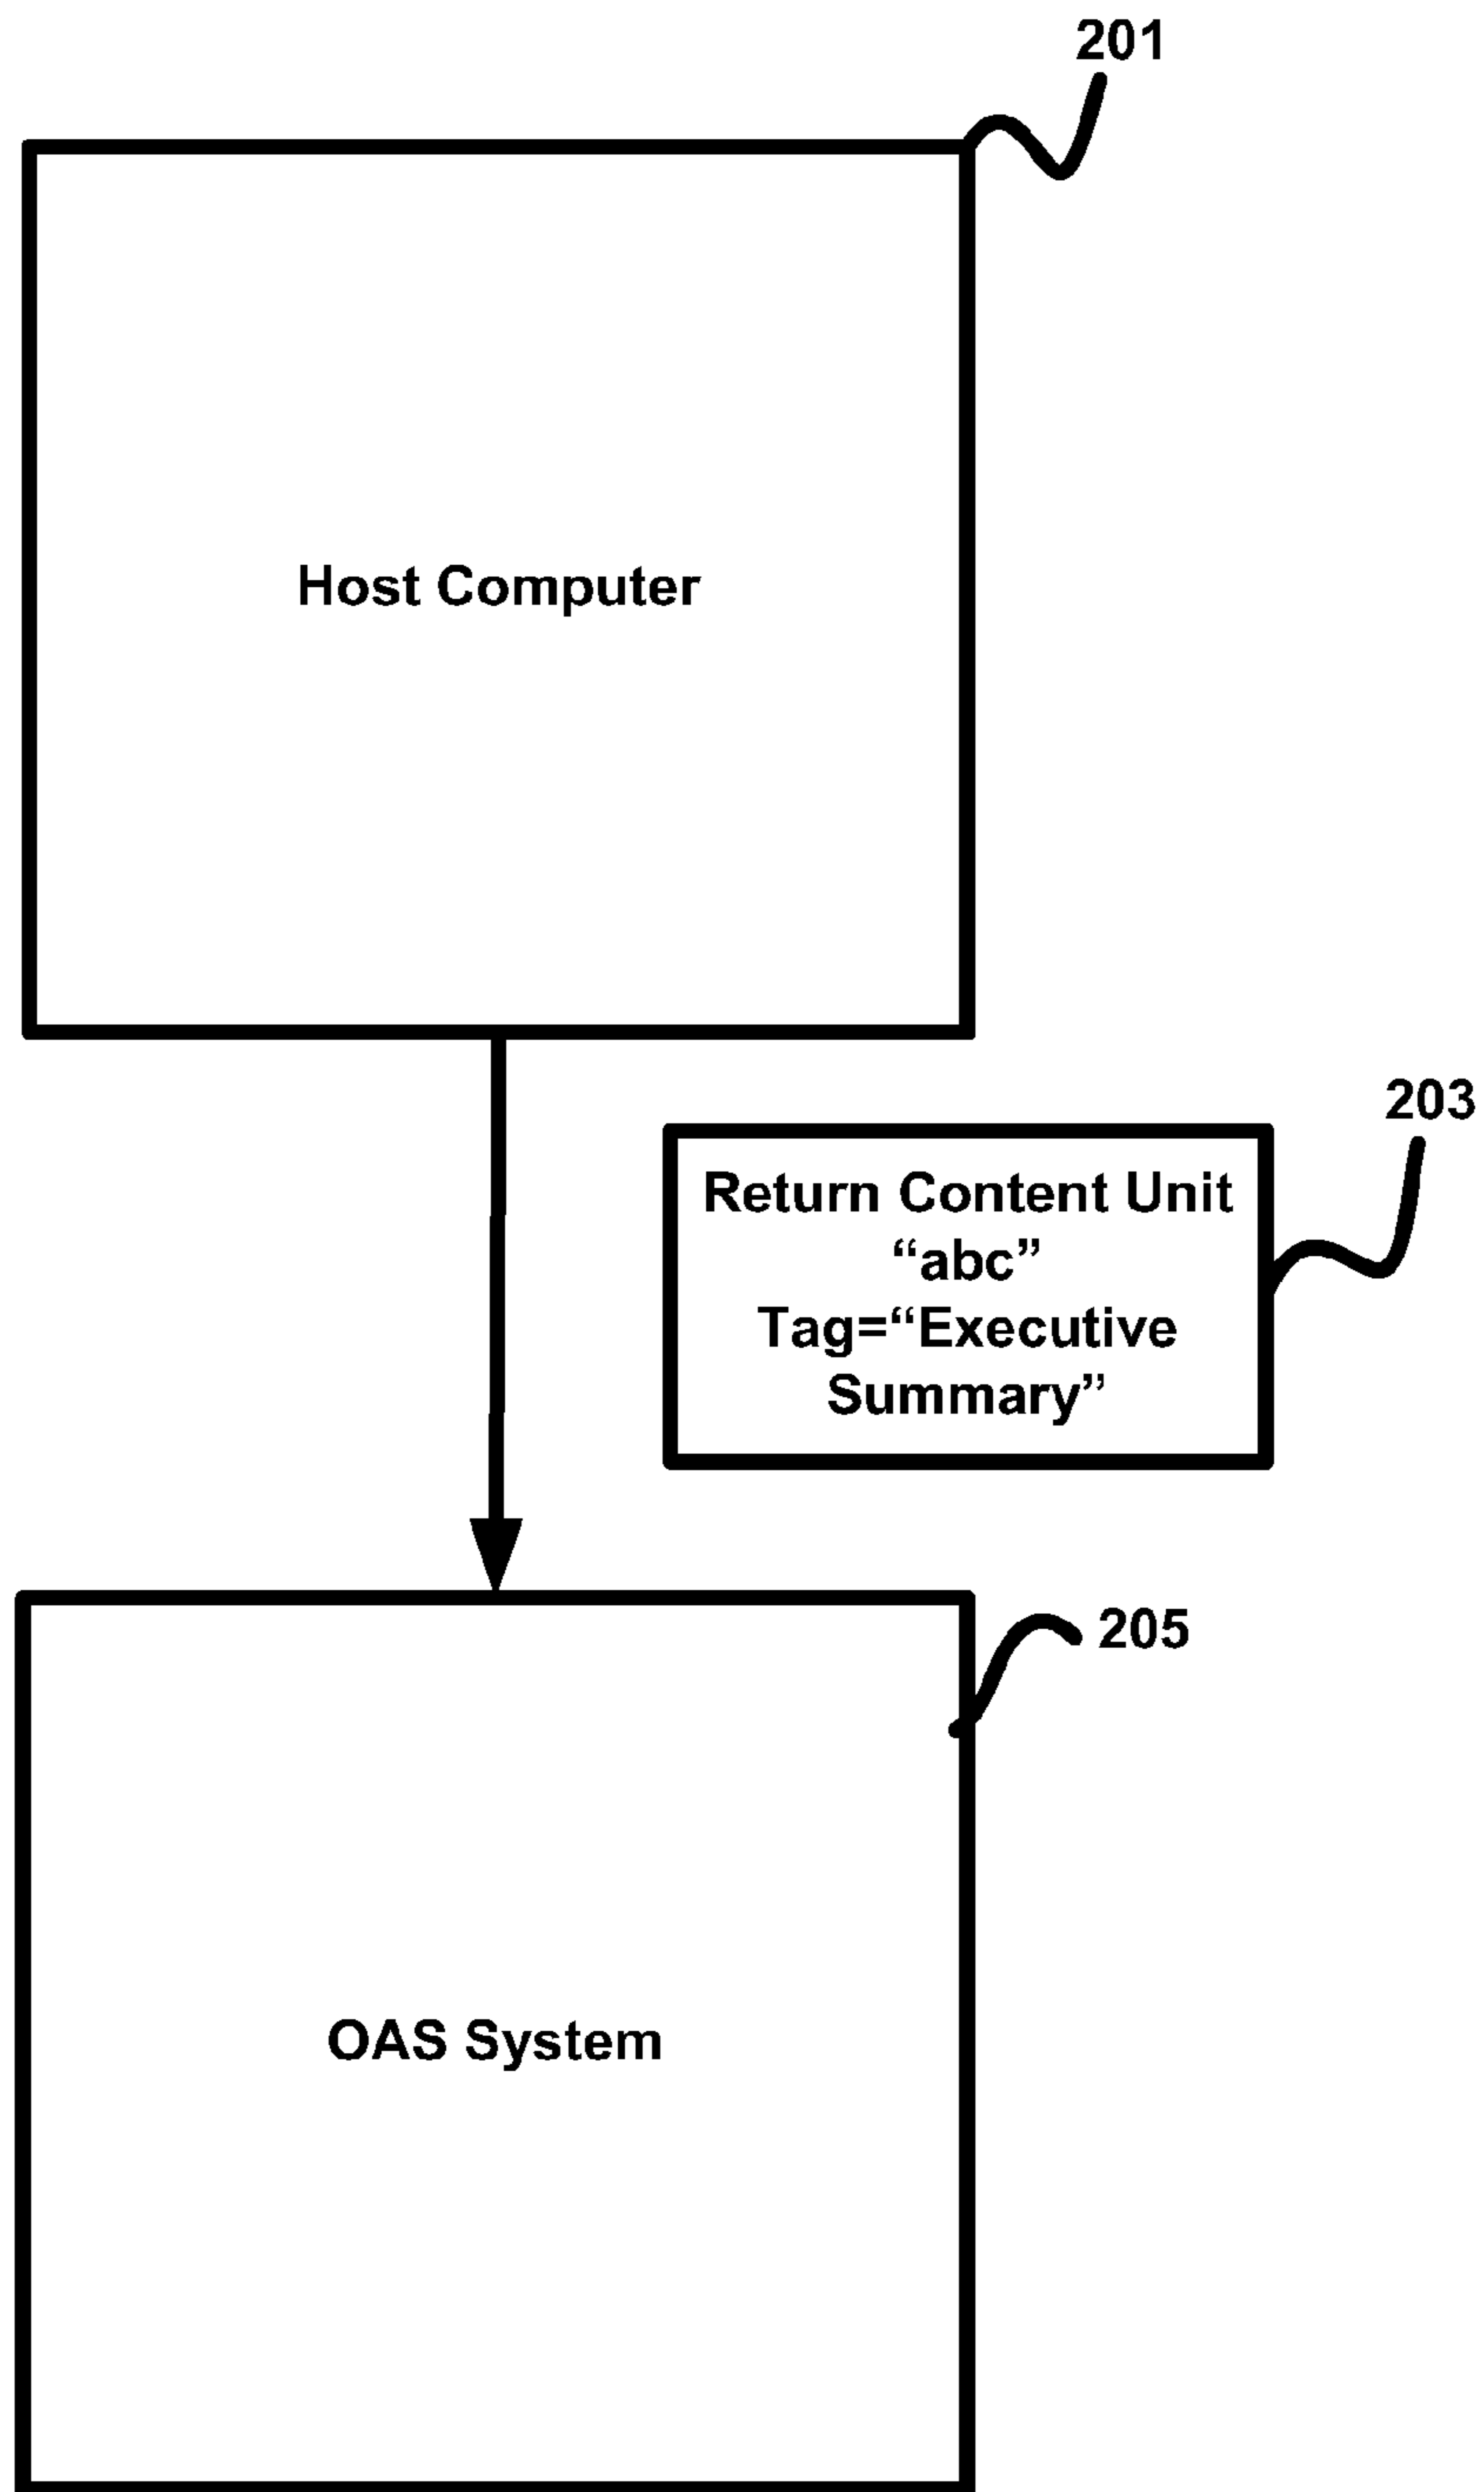 201
Host Computer
203
Return Content Unit
“abc”
Tag=“Executive
Summary”
205
OAS System